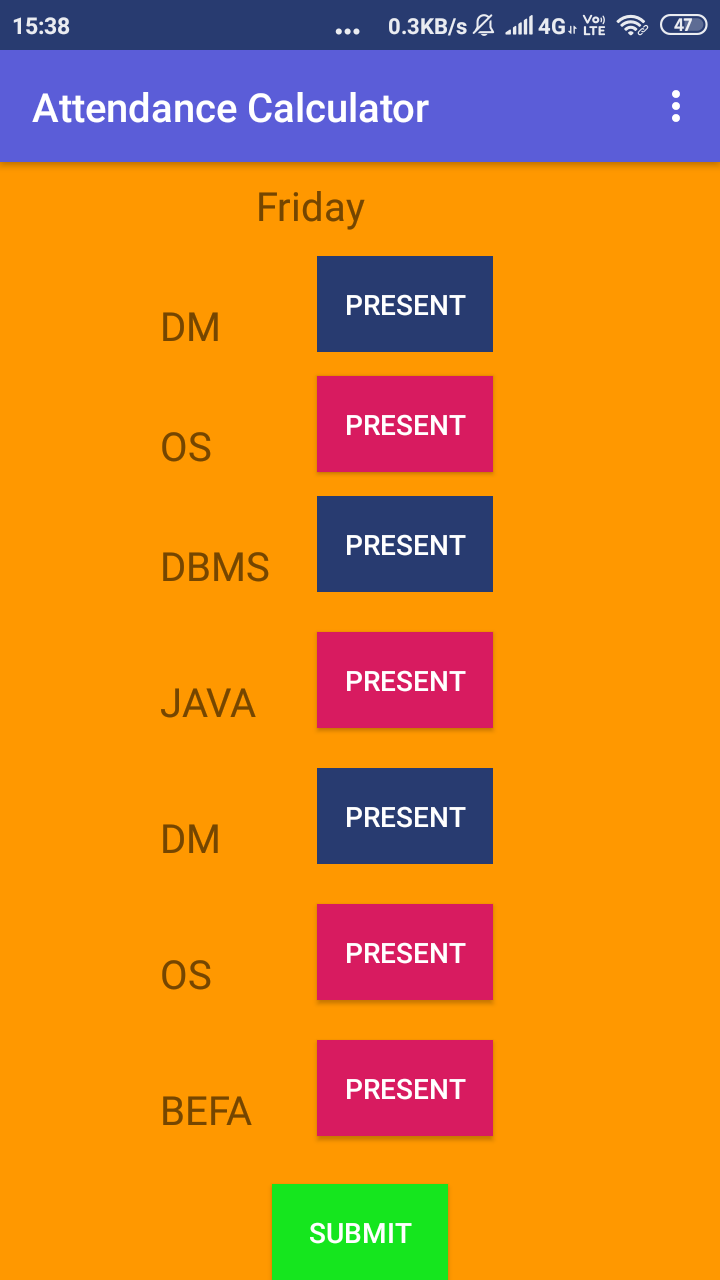 15:38 ... 0.3KB/s 4G Vo LTE 47
Attendance Calculator
Friday
DM PRESENT
OS PRESENT
DBMS PRESENT
JAVA PRESENT
DM PRESENT
OS PRESENT
BEFA PRESENT
SUBMIT